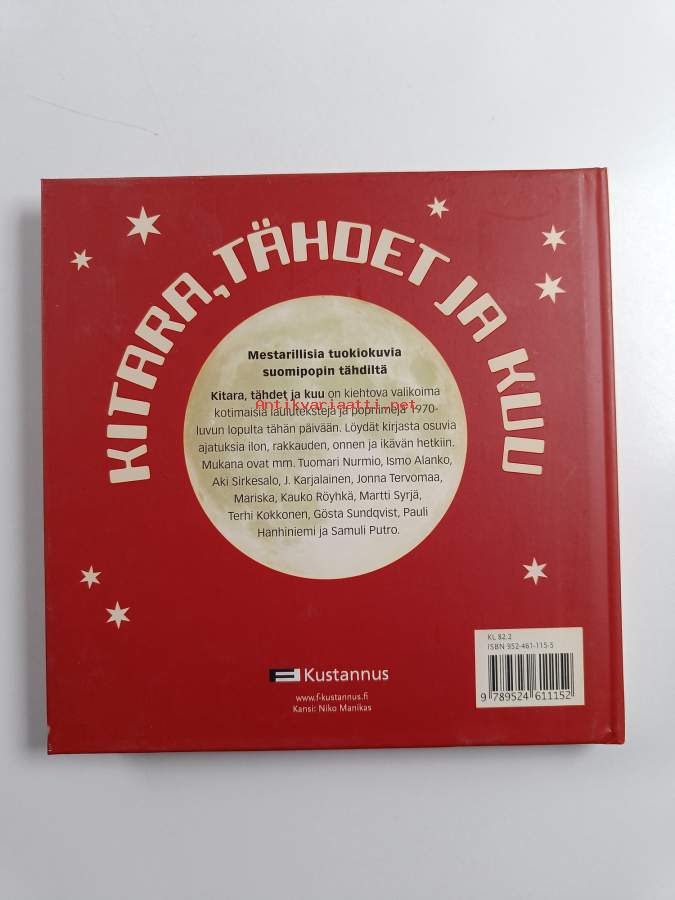 KITARA, TÄHDET JA KUU
Mestarillisia tuokiokuvia
suomipopin tähdiltä
Kitara, tähdet ja kuu on kiehtova valikoima
kotimaisia laulutekstejä ja popriimejä 1970-
Antikvariaatti.net
luvun lopulta tähän päivään. Löydät kirjasta osuvia
ajatuksia ilon, rakkauden, onnen ja ikävän hetkiin.
Mukana ovat mm. Tuomari Nurmio, Ismo Alanko,
Aki Sirkesalo, J. Karjalainen, Jonna Tervomaa,
Mariska, Kauko Röyhkä, Martti Syrjä,
Terhi Kokkonen, Gösta Sundqvist, Pauli
Hanhiniemi ja Samuli Putro.
KL 82.2
ISBN 952-461-115-5
9 789524 611152
Kustannus
www.f-kustannus.fi
Kansi: Niko Manikas